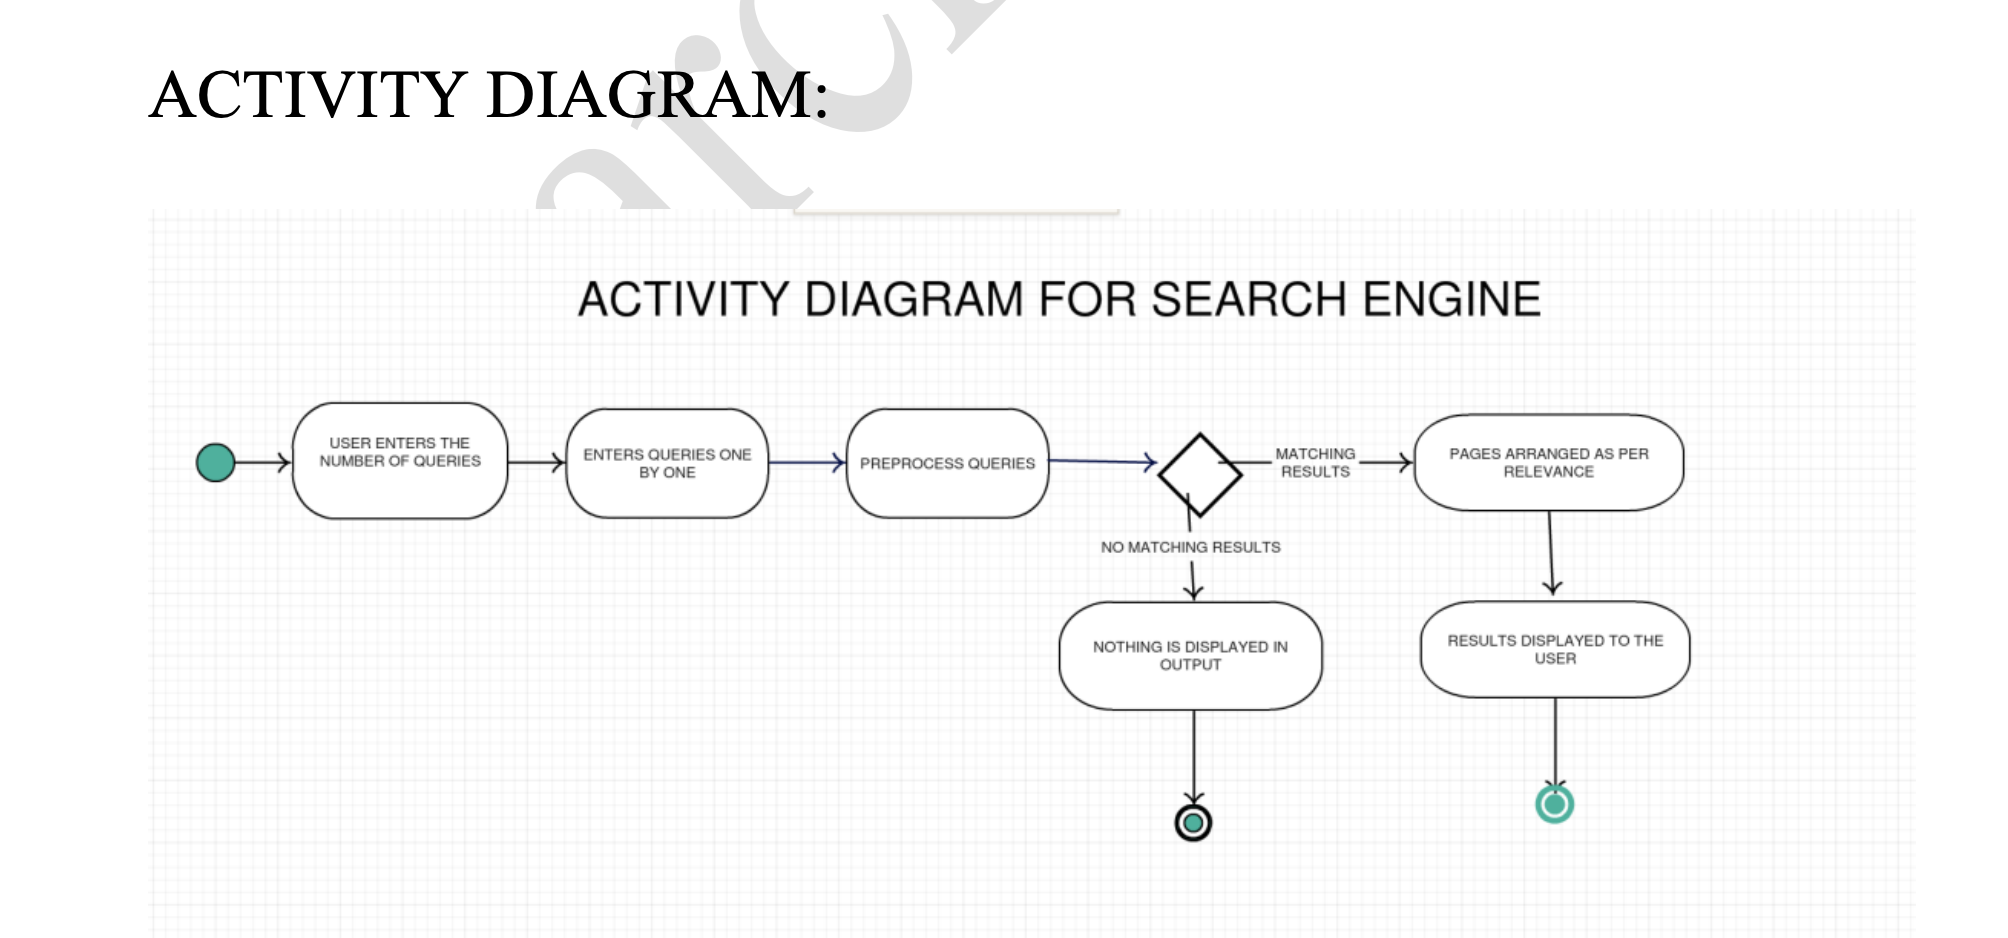 ACTIVITY DIAGRAM:
ACTIVITY DIAGRAM FOR SEARCH ENGINE
USER ENTERS THE
NUMBER OF QUERIES
ENTERS QUERIES ONE
BY ONE
PREPROCESS QUERIES
MATCHING
RESULTS
PAGES ARRANGED AS PER
RELEVANCE
NO MATCHING RESULTS
NOTHING IS DISPLAYED IN
OUTPUT
RESULTS DISPLAYED TO THE
USER